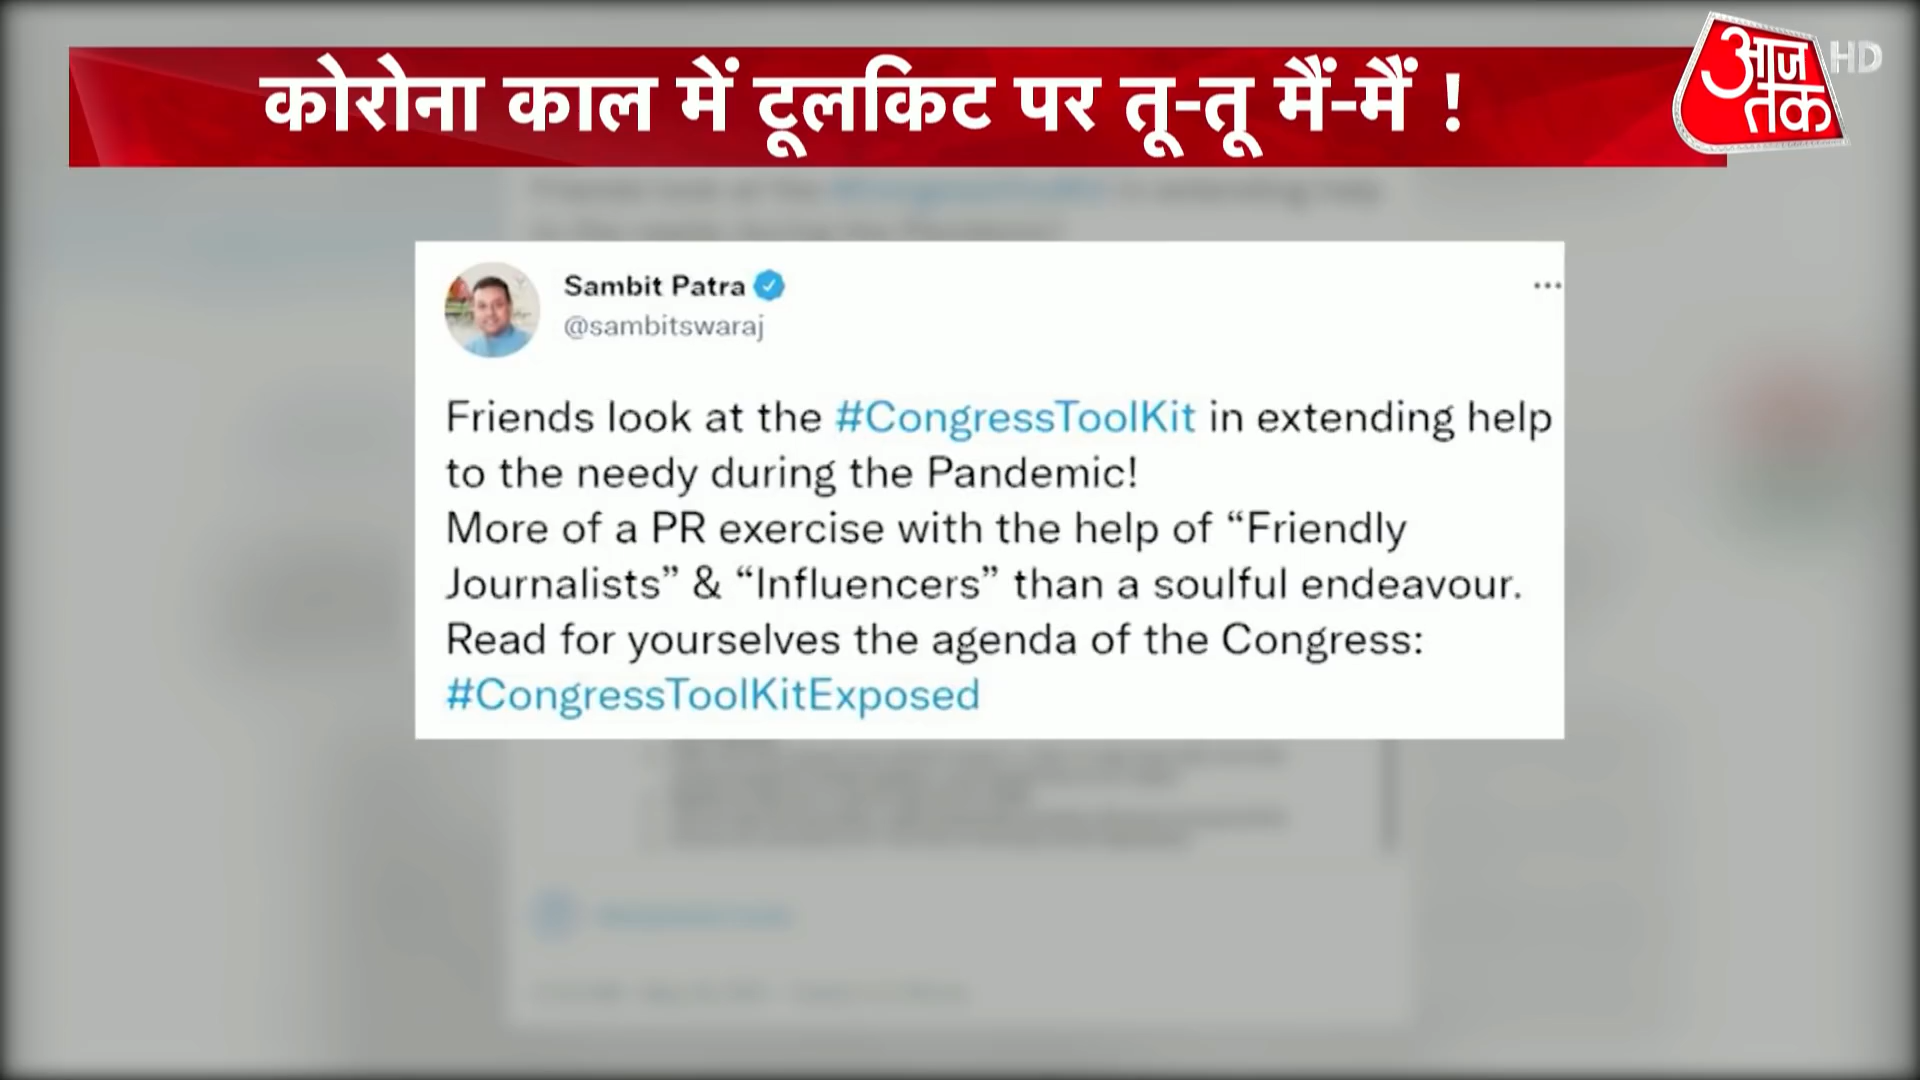 कोरोना काल में टूलकिट पर तू-तू मैं-मैं !
आज
तक
HD
Sambit Patra
@sambitswaraj
Friends look at the #CongressToolKit in extending help
to the needy during the Pandemic!
More of a PR exercise with the help of “Friendly
Journalists” & “Influencers” than a soulful endeavour.
Read for yourselves the agenda of the Congress:
#CongressToolKitExposed